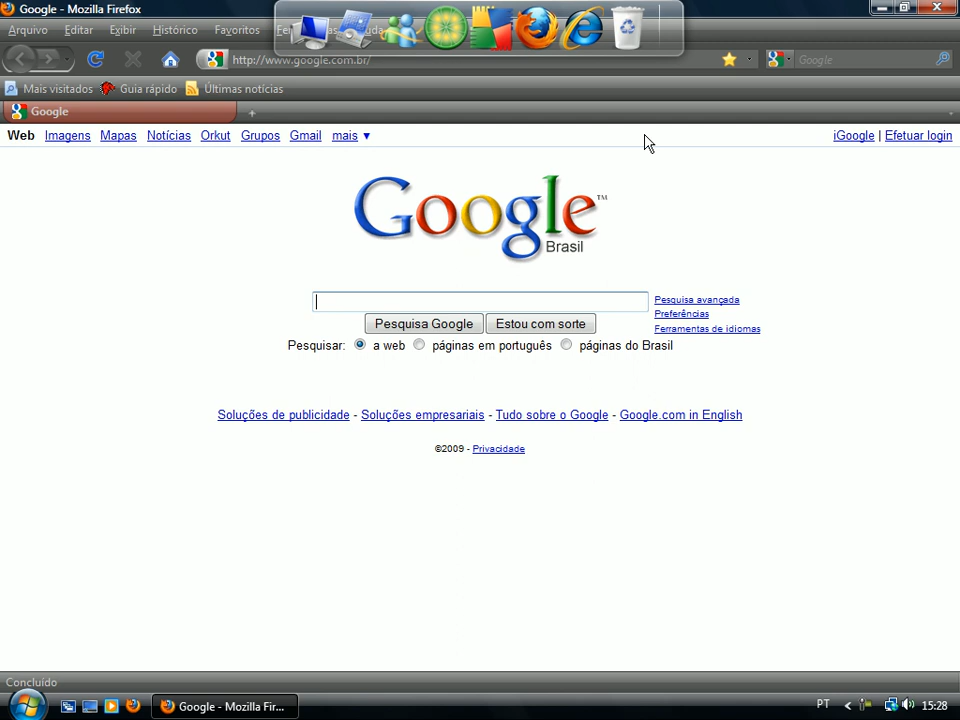 Google - Mozilla Firefox
Arquivo Editar Exibir Histórico Favoritos
http://www.google.com.br/
Google
Mais visitados Guia rápido Últimas notícias
Google
Web Imagens Mapas Notícias Orkut Grupos Gmail mais ▼ iGoogle | Efetuar login
Google™
Brasil
Pesquisa avançada
Preferências
Ferramentas de idiomas
Pesquisa Google Estou com sorte
Pesquisar: a web páginas em português páginas do Brasil
Soluções de publicidade - Soluções empresariais - Tudo sobre o Google - Google.com in English
©2009 - Privacidade
Concluído
Google - Mozilla Fir... PT < 15:28